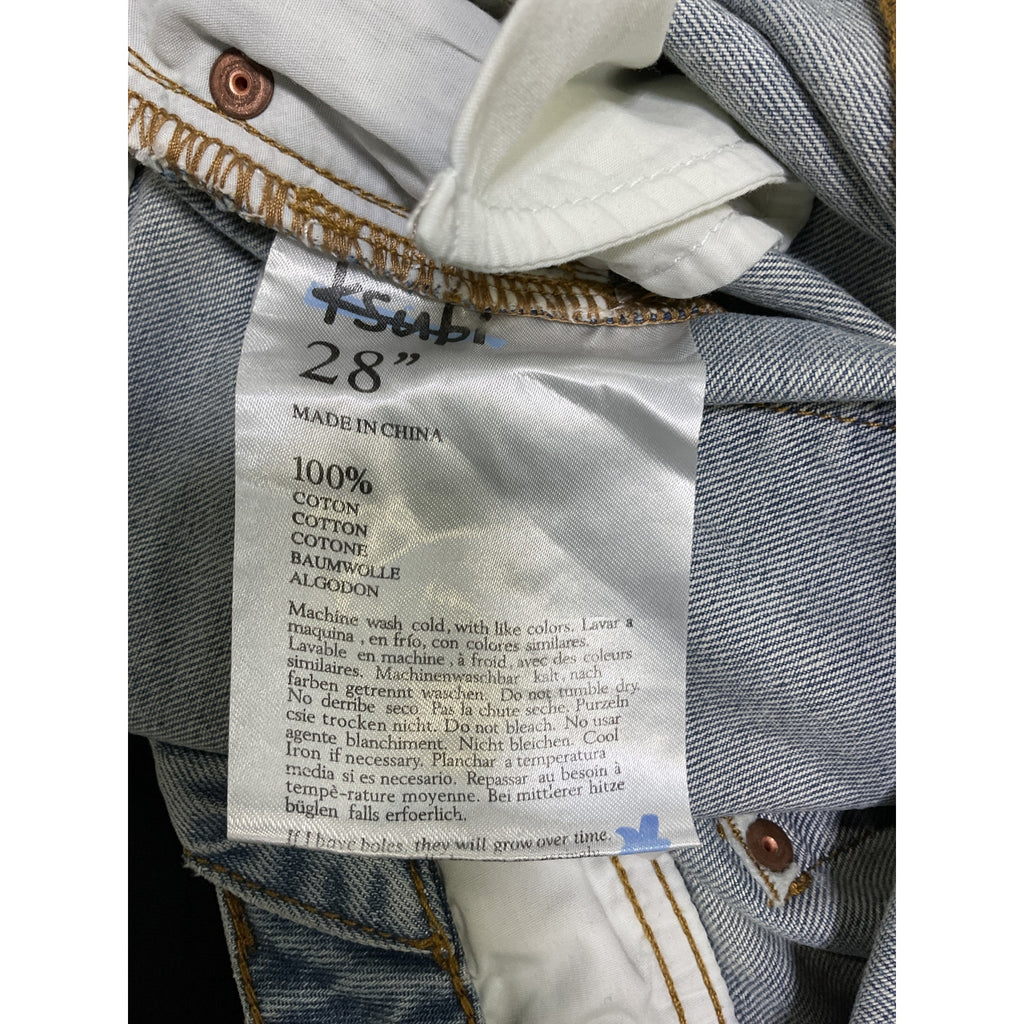 ksubi
28”
MADE IN CHINA
100%
COTON
COTTON
COTONE
BAUMWOLLE
ALGODON
Machine wash cold, with like colors. Lavar a
maquina , en frío, con colores similares.
Lavable en machine , à froid, avec des coleurs
similaires. Machinenwaschbar kalt, nach
farben getrennt waschen. Do not tumble dry.
No derribe seco. Pas la chute seche. Purzeln
csie trocken nicht. Do not bleach. No usar
agente blanchiment. Nicht bleichen. Cool
Iron if necessary. Planchar a temperatura
media si es necesario. Repassar au besoin à
tempè-rature moyenne. Bei mittlerer hitze
büglen falls erfoerlich.
If I have holes, they will grow over time.